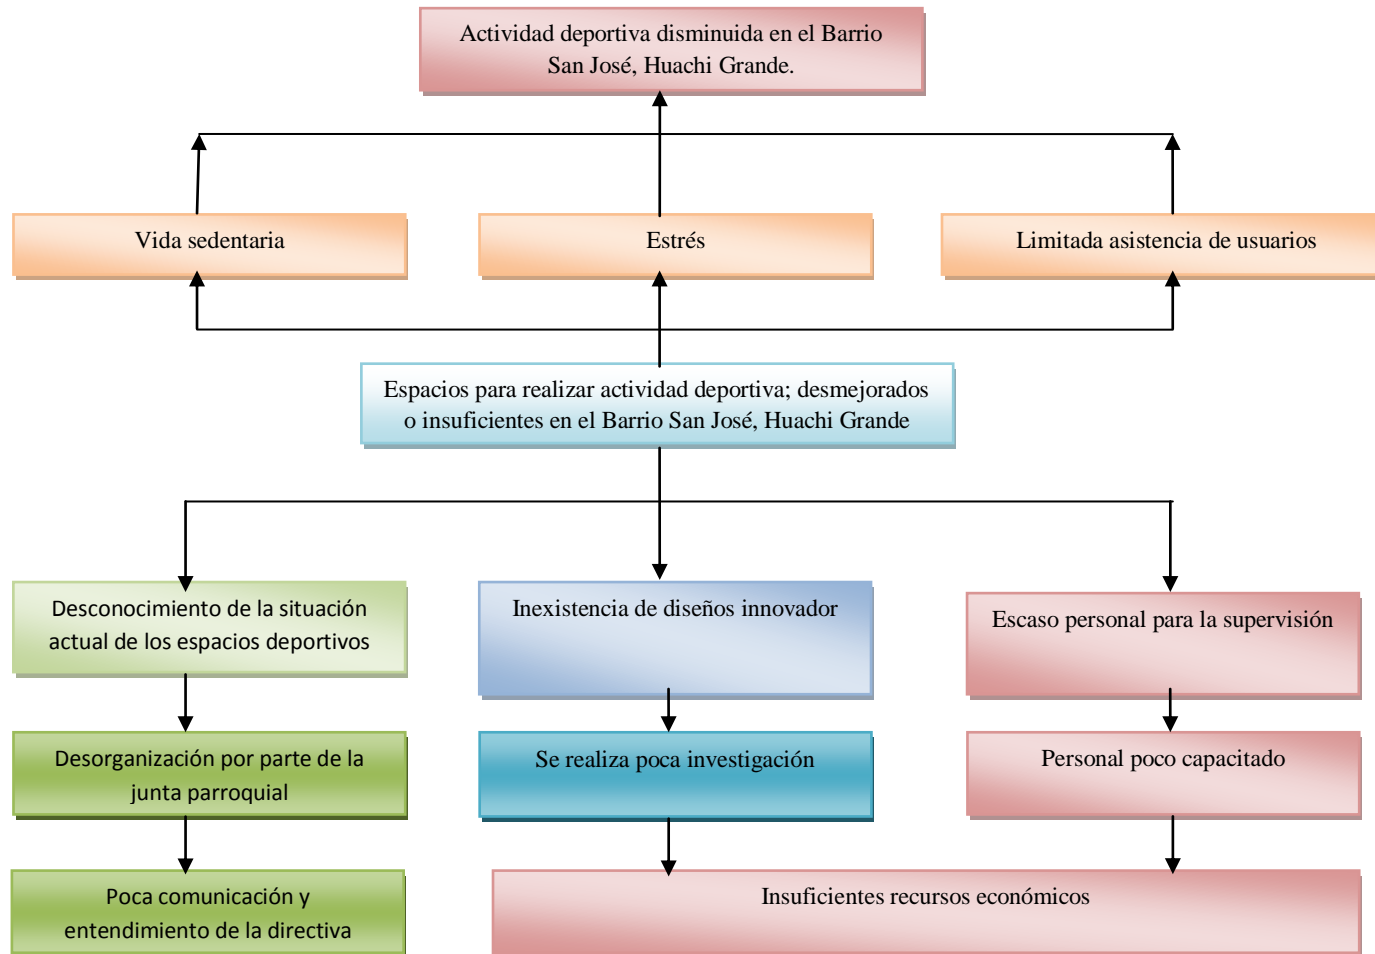 Actividad deportiva disminuida en el Barrio
San José, Huachi Grande.
Vida sedentaria
Estrés
Limitada asistencia de usuarios
Espacios para realizar actividad deportiva; desmejorados
o insuficientes en el Barrio San José, Huachi Grande
Desconocimiento de la situación
actual de los espacios deportivos
Inexistencia de diseños innovador
Escaso personal para la supervisión
Desorganización por parte de la
junta parroquial
Se realiza poca investigación
Personal poco capacitado
Poca comunicación y
entendimiento de la directiva
Insuficientes recursos económicos